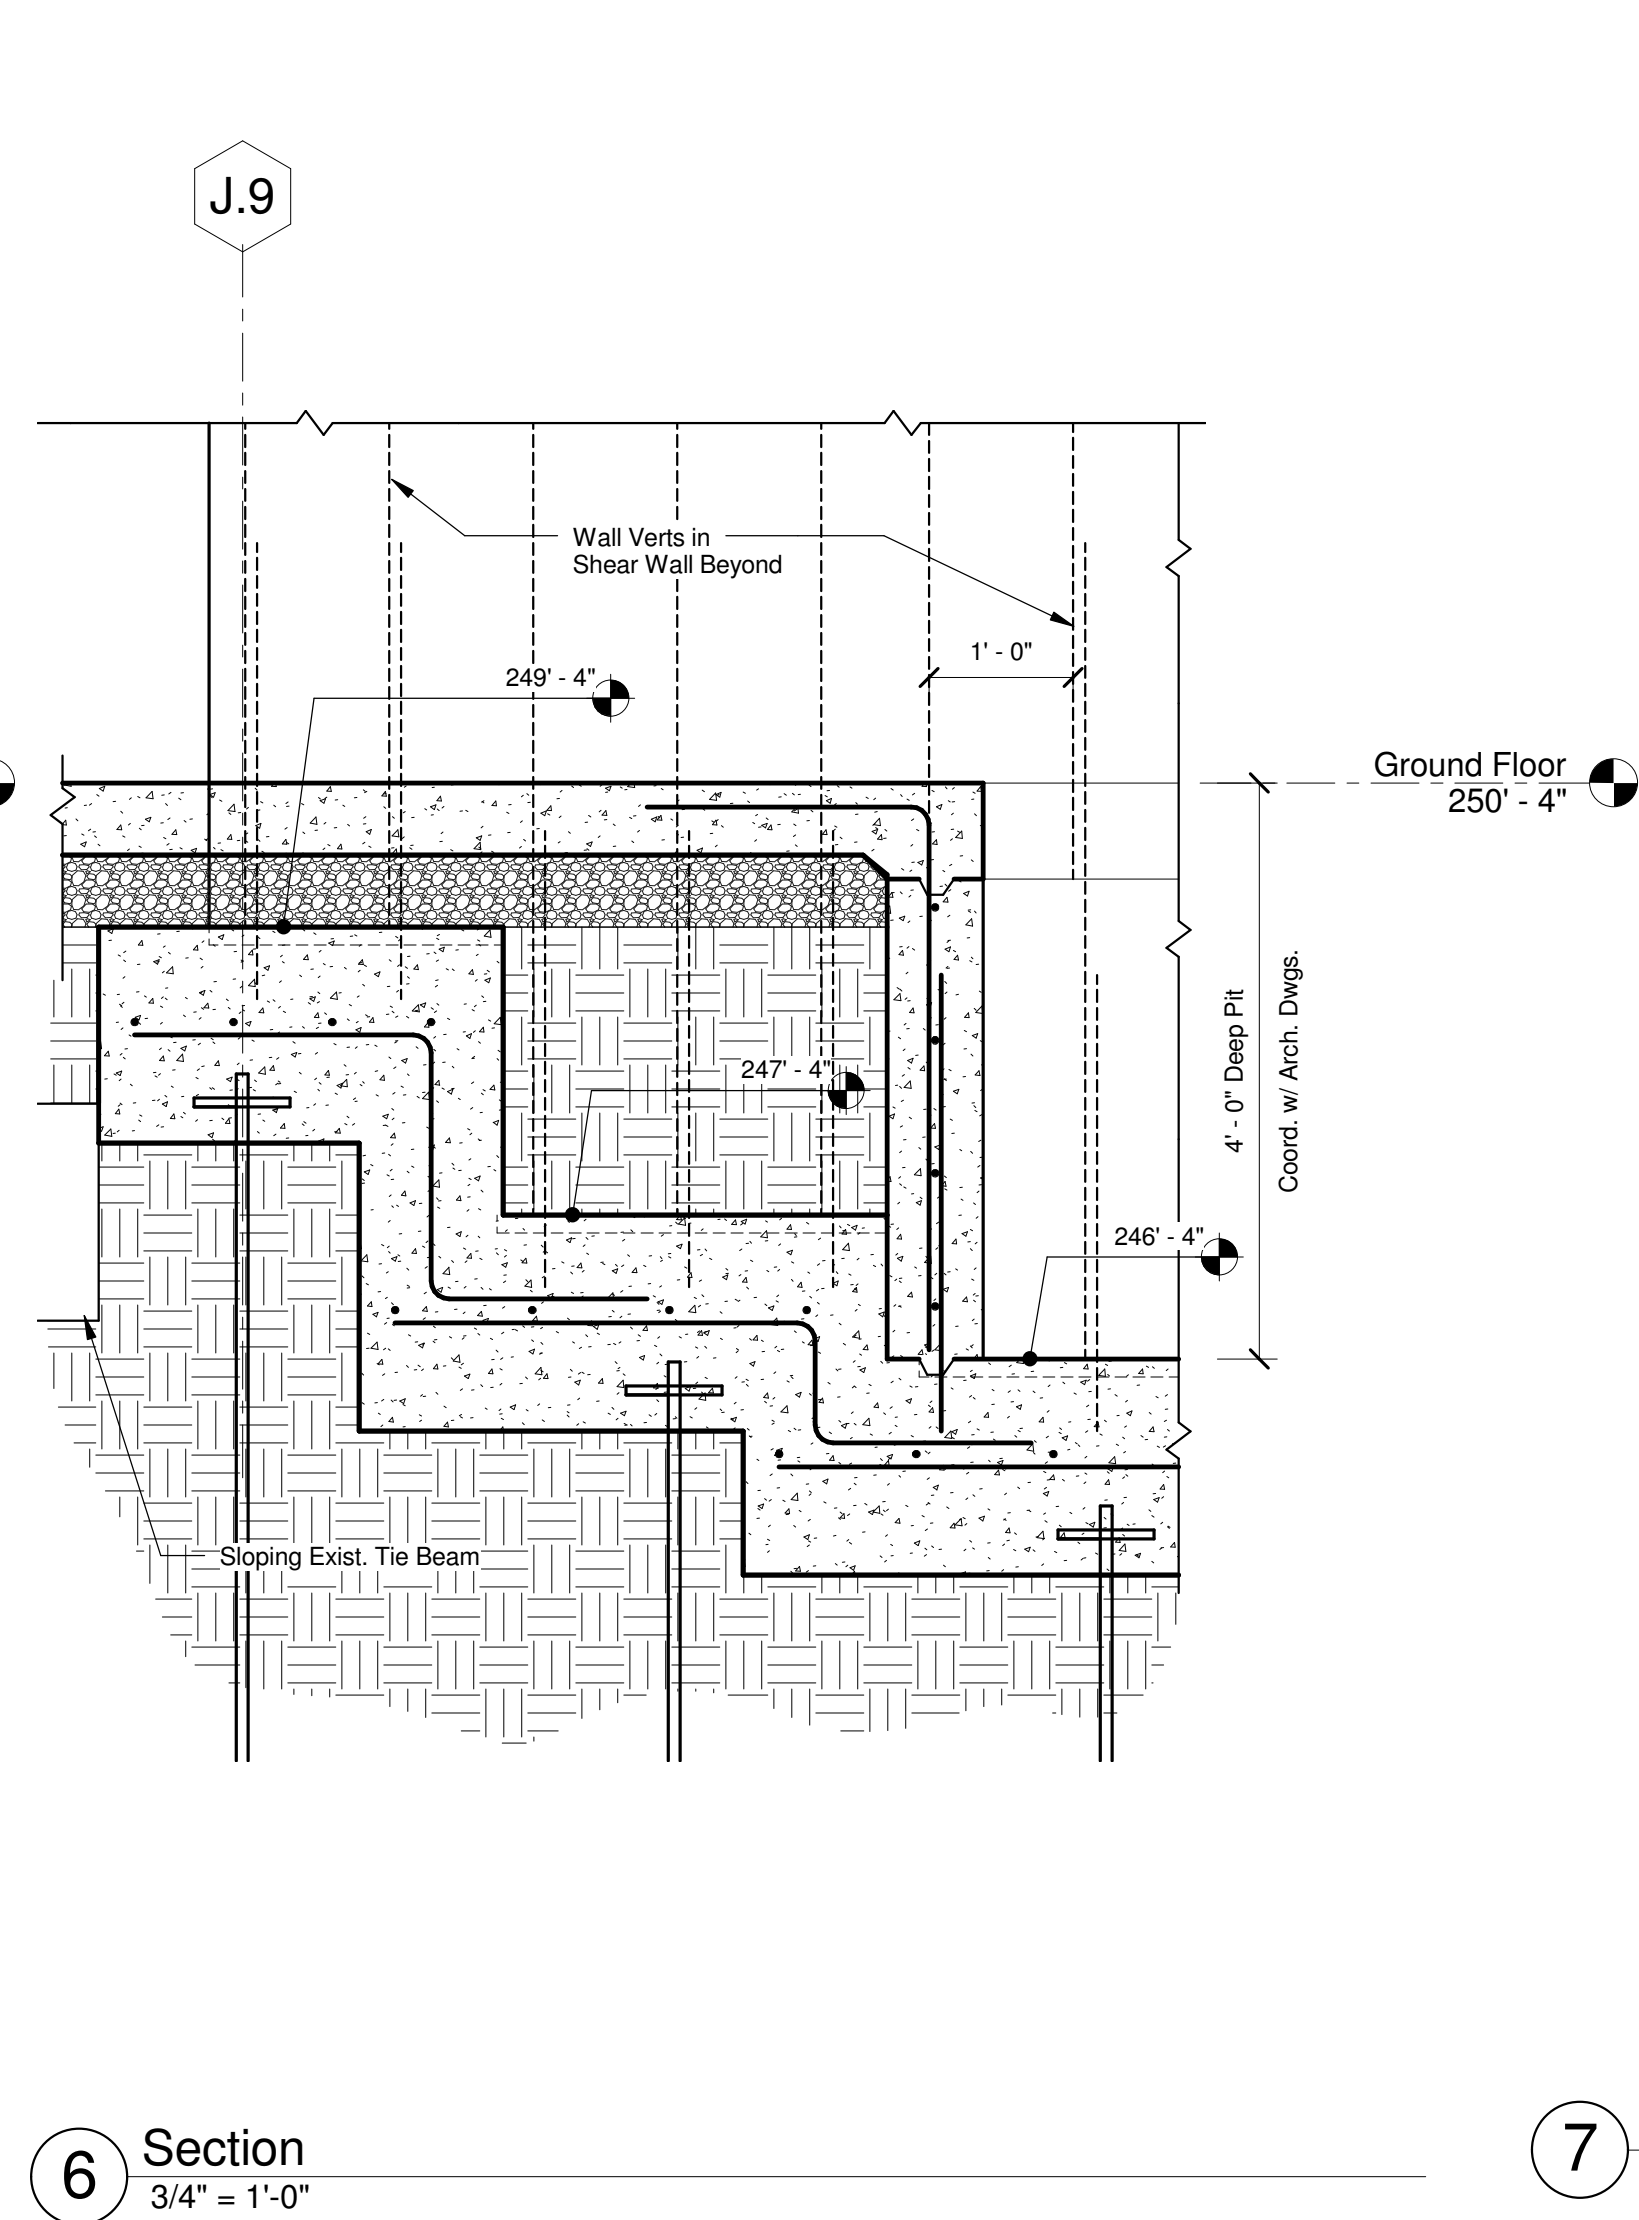 J.9
Wall Verts in
Shear Wall Beyond
1' - 0"
249' - 4"
Ground Floor
250' - 4"
247' - 4"
4' - 0" Deep Pit
Coord. w/ Arch. Dwgs.
246' - 4"
Sloping Exist. Tie Beam
6
Section
3/4" = 1'-0"
7